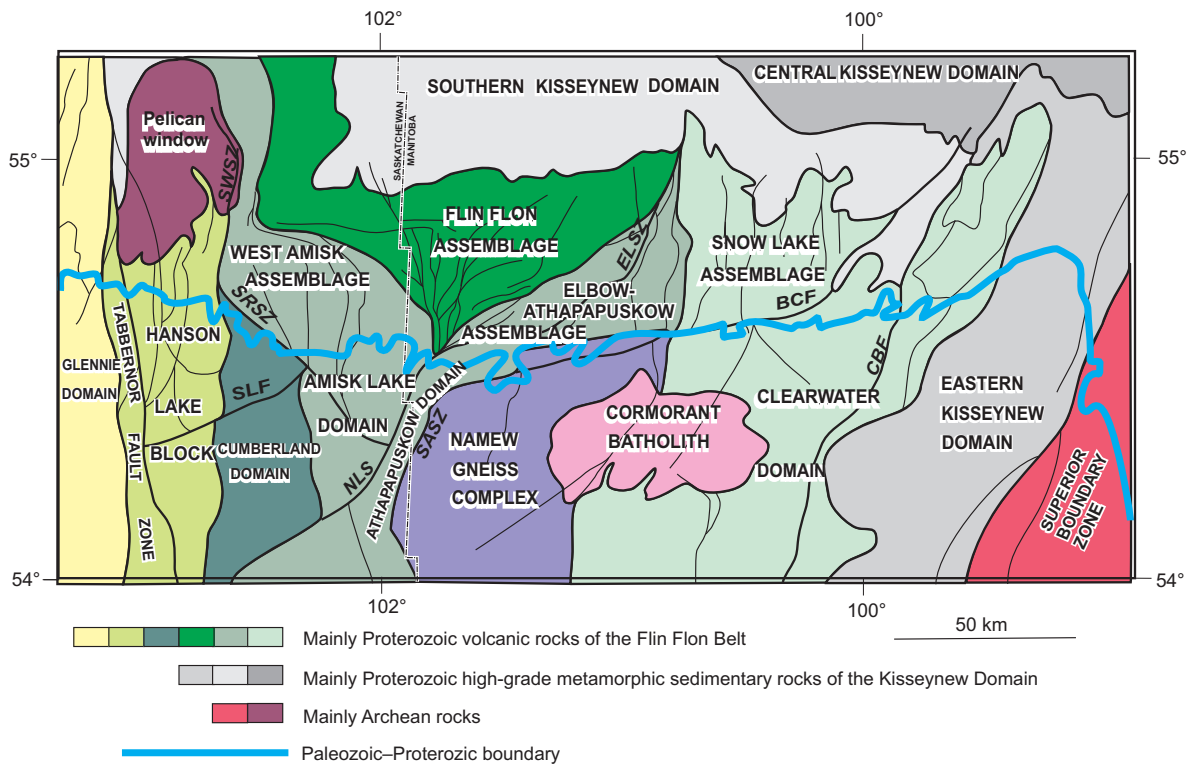 102°
100°
55°
55°
SOUTHERN KISSEYNEW DOMAIN
CENTRAL KISSEYNEW DOMAIN
SASKATCHEWAN
MANITOBA
Pelican
window
SWSZ
FLIN FLON
ASSEMBLAGE
WEST AMISK
ASSEMBLAGE
ELSZ
SNOW LAKE
ASSEMBLAGE
ELBOW-
ATHAPAPUSKOW
ASSEMBLAGE
BCF
SRSZ
TABBERNOR
FAULT
ZONE
HANSON
LAKE
BLOCK
GLENNIE
DOMAIN
SLF
AMISK LAKE
DOMAIN
CUMBERLAND
DOMAIN
NLS
ATHAPAPUSKOW DOMAIN
SASZ
NAMEW
GNEISS
COMPLEX
CORMORANT
BATHOLITH
CLEARWATER
DOMAIN
CBF
EASTERN
KISSEYNEW
DOMAIN
SUPERIOR
BOUNDARY
ZONE
54°
54°
102°
100°
50 km
Mainly Proterozoic volcanic rocks of the Flin Flon Belt
Mainly Proterozoic high-grade metamorphic sedimentary rocks of the Kisseynew Domain
Mainly Archean rocks
Paleozoic–Proterozic boundary